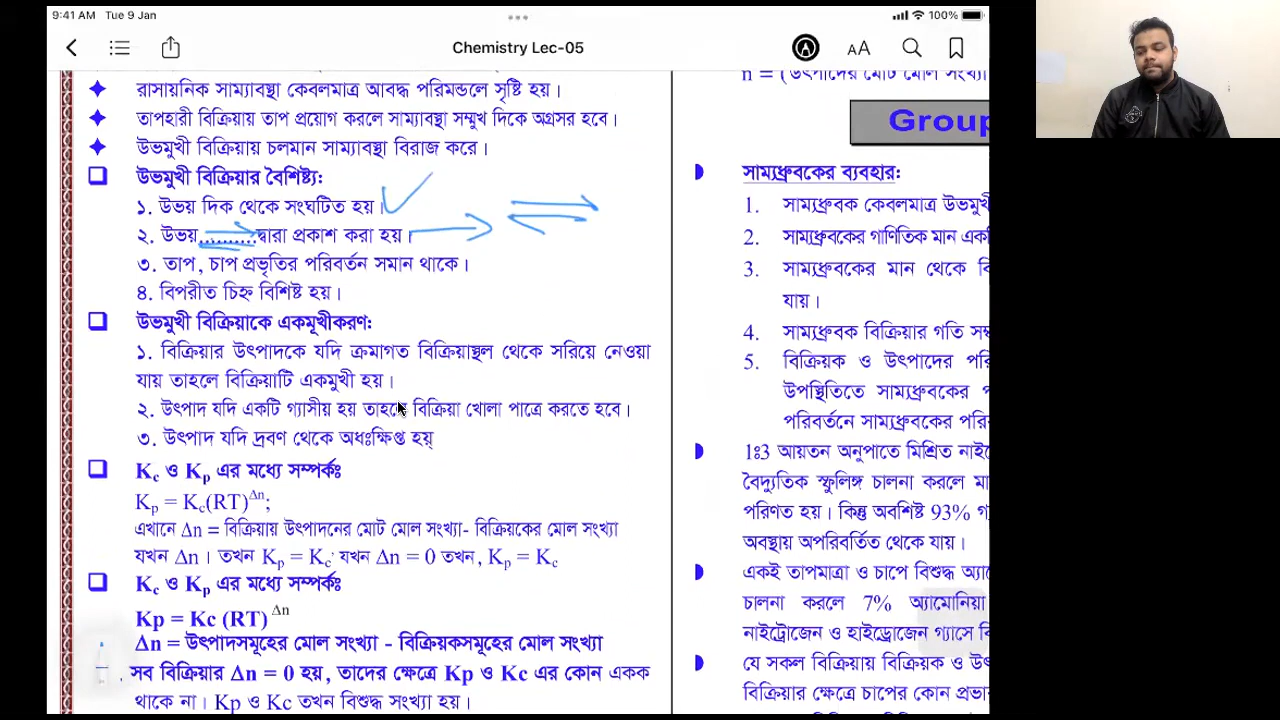 9:41 AM Tue 9 Jan
100%
Chemistry Lec-05
AA
রাসায়নিক সাম্যাবস্থা কেবলমাত্র আবদ্ধ পরিমন্ডলে সৃষ্টি হয়।
তাপহারী বিক্রিয়ায় তাপ প্রয়োগ করলে সাম্যাবস্থা সম্মুখ দিকে অগ্রসর হবে।
উভমুখী বিক্রিয়ায় চলমান সাম্যাবস্থা বিরাজ করে।
উভমুখী বিক্রিয়ার বৈশিষ্ট্য:
১. উভয় দিক থেকে সংঘটিত হয়।
২. উভয়..........দ্বারা প্রকাশ করা হয়।
৩. তাপ, চাপ প্রভৃতির পরিবর্তন সমান থাকে।
৪. বিপরীত চিহ্ন বিশিষ্ট হয়।
উভমুখী বিক্রিয়াকে একমূখীকরণ:
১. বিক্রিয়ার উৎপাদকে যদি ক্রমাগত বিক্রিয়াস্থল থেকে সরিয়ে নেওয়া
যায় তাহলে বিক্রিয়াটি একমুখী হয়।
২. উৎপাদ যদি একটি গ্যাসীয় হয় তাহলে বিক্রিয়া খোলা পাত্রে করতে হবে।
৩. উৎপাদ যদি দ্রবণ থেকে অধঃক্ষিপ্ত হয়
Kc ও Kp এর মধ্যে সম্পর্কঃ
Kp = Kc(RT)^Δn;
এখানে Δn = বিক্রিয়ায় উৎপাদনের মোট মোল সংখ্যা- বিক্রিয়কের মোল সংখ্যা
যখন Δn। তখন Kp = Kc, যখন Δn = 0 তখন, Kp = Kc
Kc ও Kp এর মধ্যে সম্পর্কঃ
Kp = Kc (RT)^Δn
Δn = উৎপাদসমূহের মোল সংখ্যা - বিক্রিয়কসমূহের মোল সংখ্যা
সব বিক্রিয়ার Δn = 0 হয়, তাদের ক্ষেত্রে Kp ও Kc এর কোন একক
থাকে না। Kp ও Kc তখন বিশুদ্ধ সংখ্যা হয়।
n = (উৎপাদের মোট মোল সংখ্যা
Group
সাম্যধ্রুবকের ব্যবহার:
1. সাম্যধ্রুবক কেবলমাত্র উভমুখী
2. সাম্যধ্রুবকের গাণিতিক মান
3. সাম্যধ্রুবকের মান থেকে
যায়।
4. সাম্যধ্রুবক বিক্রিয়ার গতি
5. বিক্রিয়ক ও উৎপাদের
উপস্থিতিতে সাম্যধ্রুবকের
পরিবর্তনে সাম্যধ্রুবকের
1ঃ3 আয়তন অনুপাতে মিশ্রিত
বৈদ্যুতিক স্ফুলিঙ্গ চালনা করলে
পরিণত হয়। কিন্তু অবশিষ্ট 93%
অবস্থায় অপরিবর্তিত থেকে যায়।
একই তাপমাত্রা ও চাপে বিশুদ্ধ
চালনা করলে 7% অ্যামোনিয়া
নাইট্রোজেন ও হাইড্রোজেন গ্যাসে
যে সকল বিক্রিয়ায় বিক্রিয়ক ও
বিক্রিয়ার ক্ষেত্রে চাপের কোন